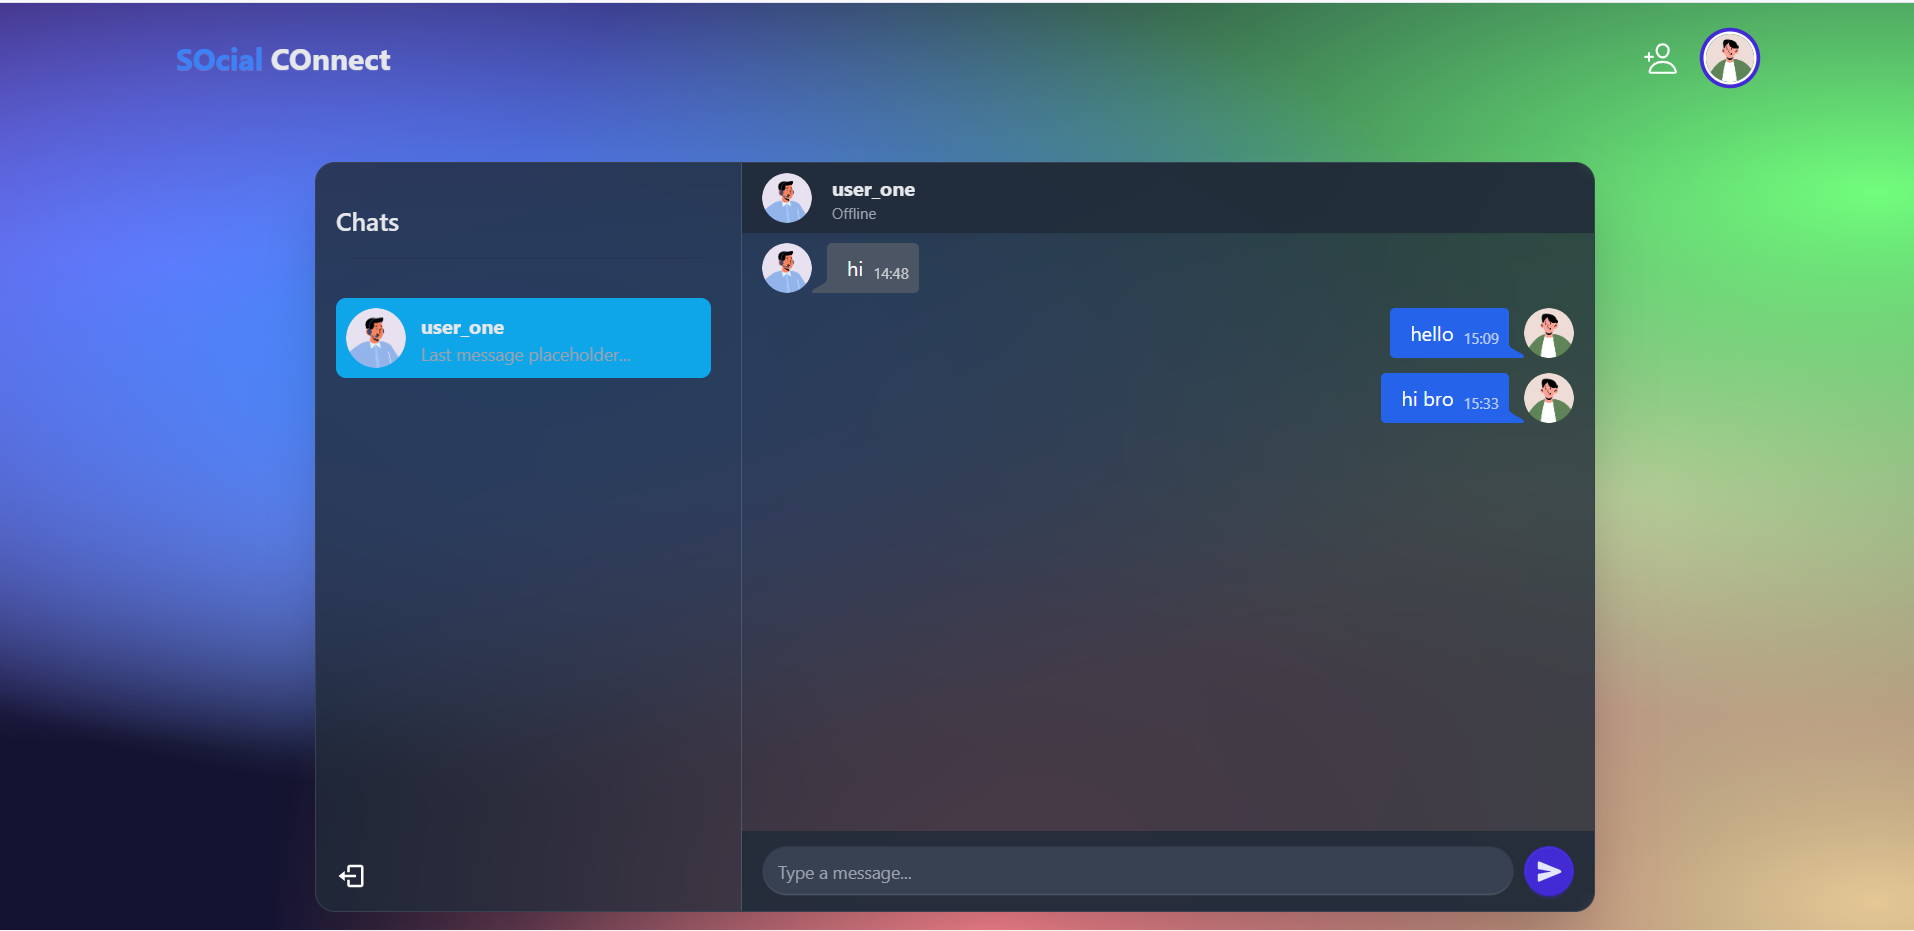 SOcial COnnect
Chats
user_one
Last message placeholder...
user_one
Offline
hi 14:48
hello 15:09
hi bro 15:33
Type a message...